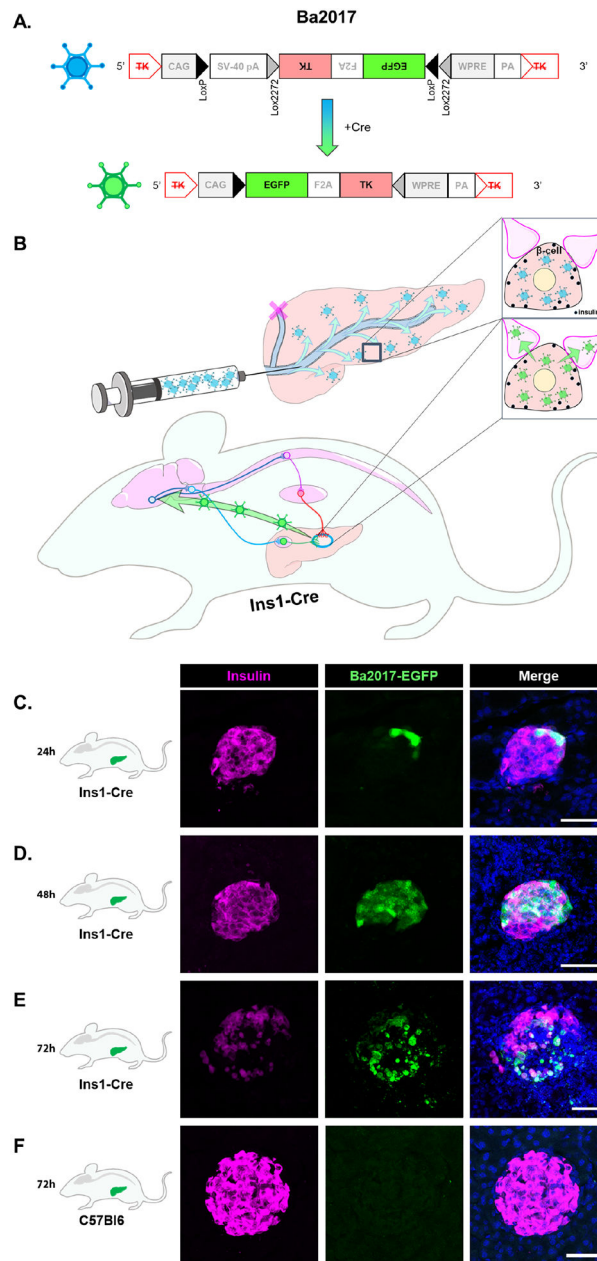 A.
Ba2017
5' TK CAG SV-40 pA TK F2A EGFP WPRE PA TK 3'
LoxP Lox2272 LoxP Lox2272
+Cre
5' TK CAG EGFP F2A TK WPRE PA TK 3'
B
β-cell
•insulin
Ins1-Cre
Insulin Ba2017-EGFP Merge
C.
24h
Ins1-Cre
D.
48h
Ins1-Cre
E
72h
Ins1-Cre
F
72h
C57Bl6